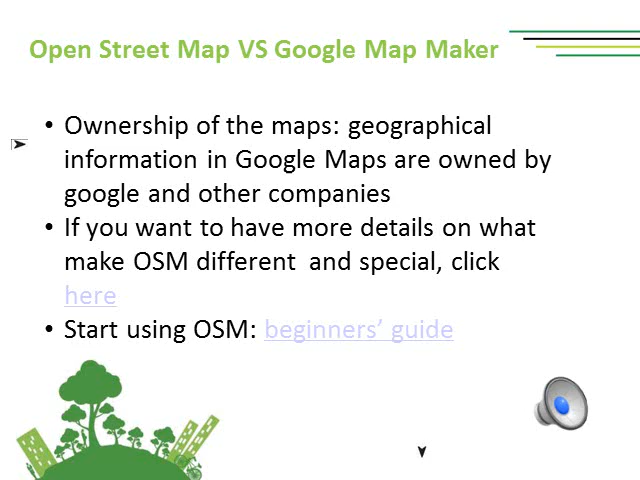 Open Street Map VS Google Map Maker
• Ownership of the maps: geographical
information in Google Maps are owned by
google and other companies
• If you want to have more details on what
make OSM different  and special, click
here
• Start using OSM: beginners’ guide